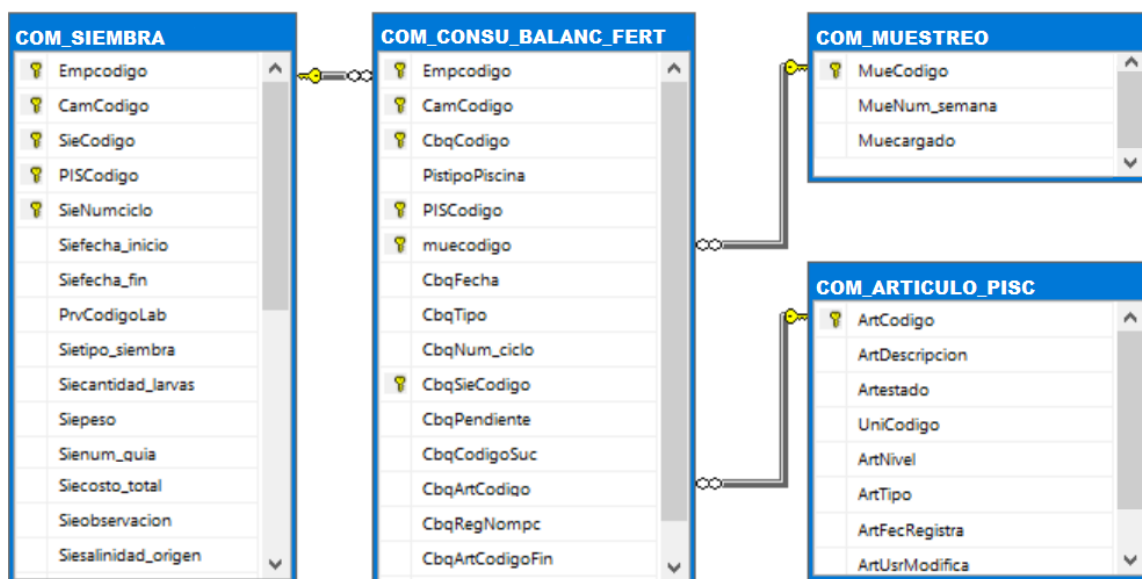 COM_SIEMBRA
Empcodigo
CamCodigo
SieCodigo
PISCodigo
SieNumciclo
Siefecha_inicio
Siefecha_fin
PrvCodigoLab
Sietipo_siembra
Siecantidad_larvas
Siepeso
Sienum_guia
Siecosto_total
Sieobservacion
Siesalinidad_origen
COM_CONSU_BALANC_FERT
Empcodigo
CamCodigo
CbqCodigo
PistipoPiscina
PISCodigo
muecodigo
CbqFecha
CbqTipo
CbqNum_ciclo
CbqSieCodigo
CbqPendiente
CbqCodigoSuc
CbqArtCodigo
CbqRegNompc
CbqArtCodigoFin
COM_MUESTREO
MueCodigo
MueNum_semana
Muecargado
COM_ARTICULO_PISC
ArtCodigo
ArtDescripcion
Artestado
UniCodigo
ArtNivel
ArtTipo
ArtFecRegistra
ArtUsrModifica